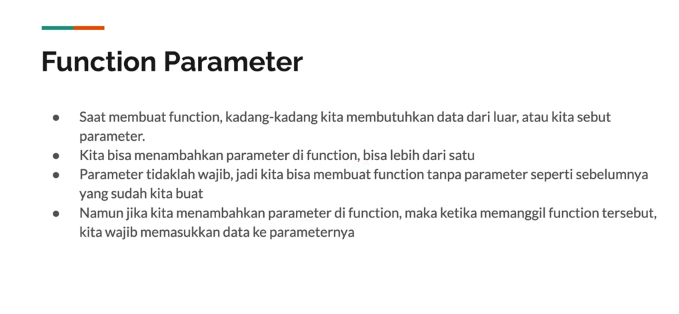 Function Parameter
● Saat membuat function, kadang-kadang kita membutuhkan data dari luar, atau kita sebut
parameter.
● Kita bisa menambahkan parameter di function, bisa lebih dari satu
● Parameter tidaklah wajib, jadi kita bisa membuat function tanpa parameter seperti sebelumnya
yang sudah kita buat
● Namun jika kita menambahkan parameter di function, maka ketika memanggil function tersebut,
kita wajib memasukkan data ke parameternya